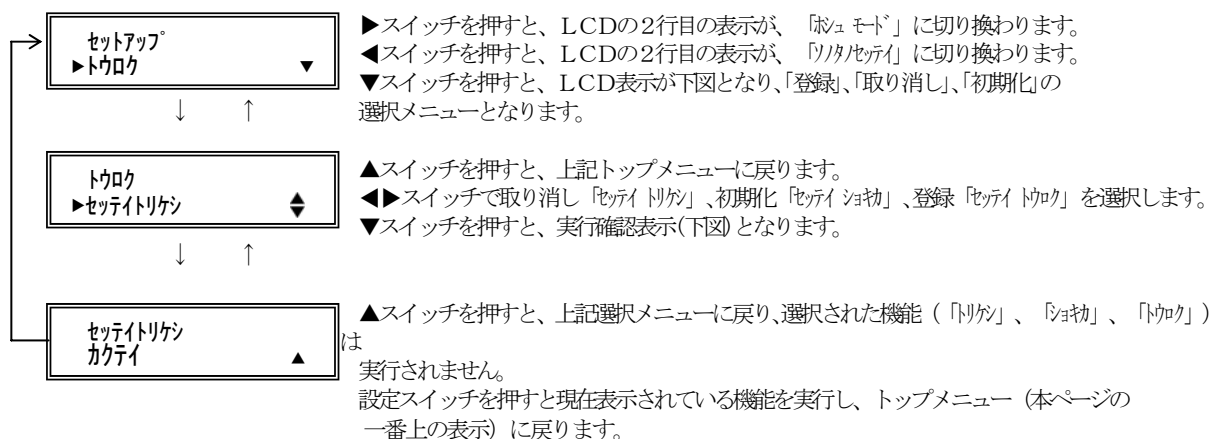 セットアップ
▶トウロク ▼
▶スイッチを押すと、LCDの2行目の表示が、「ﾎｼｭ ﾓｰﾄﾞ」に切り換わります。
◀スイッチを押すと、LCDの2行目の表示が、「ｿﾉﾀﾉｾｯﾃｲ」に切り換わります。
▼スイッチを押すと、LCD表示が下図となり、「登録」、「取り消し」、「初期化」の
選択メニューとなります。
↓ ↑
トウロク
▶セッテイトリケシ ◆
▲スイッチを押すと、上記トップメニューに戻ります。
◀▶スイッチで取り消し「ｾｯﾃｲ ﾄﾘｹｼ」、初期化「ｾｯﾃｲ ｼｮｷｶ」、登録「ｾｯﾃｲ ﾄｳﾛｸ」を選択します。
▼スイッチを押すと、実行確認表示(下図)となります。
↓ ↑
セッテイトリケシ
カクテイ ▲
▲スイッチを押すと、上記選択メニューに戻り、選択された機能（「ﾄﾘｹｼ」、「ｼｮｷｶ」、「ﾄｳﾛｸ」）
は
実行されません。
設定スイッチを押すと現在表示されている機能を実行し、トップメニュー（本ページの
一番上の表示）に戻ります。